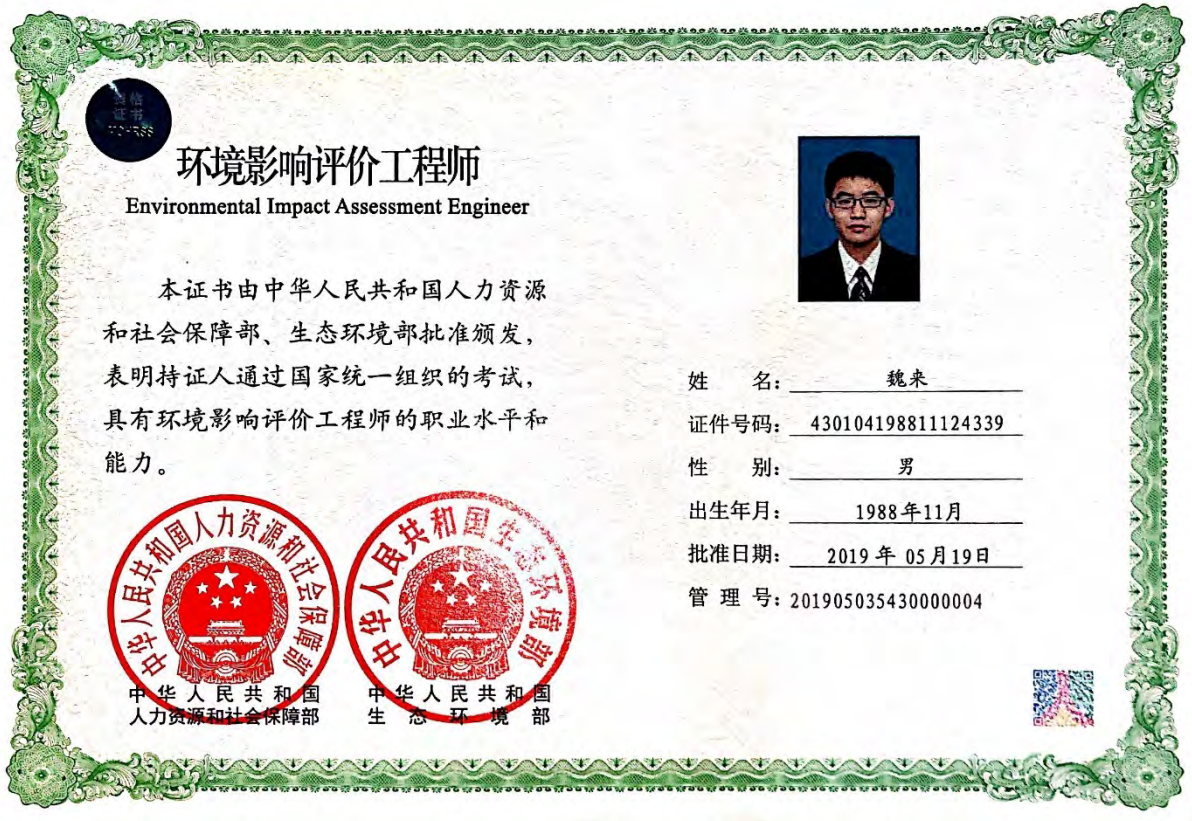 资格
证书
MOHRSS
环境影响评价工程师
Environmental Impact Assessment Engineer
本证书由中华人民共和国人力资源
和社会保障部、生态环境部批准颁发，
表明持证人通过国家统一组织的考试，
具有环境影响评价工程师的职业水平和
能力。
中华人民共和国人力资源和社会保障部
中华人民共和国生态环境部
中华人民共和国
人力资源和社会保障部
中华人民共和国
生态环境部
姓 名： 魏来
证件号码： 430104198811124339
性 别： 男
出生年月： 1988年11月
批准日期： 2019年05月19日
管理号：201905035430000004